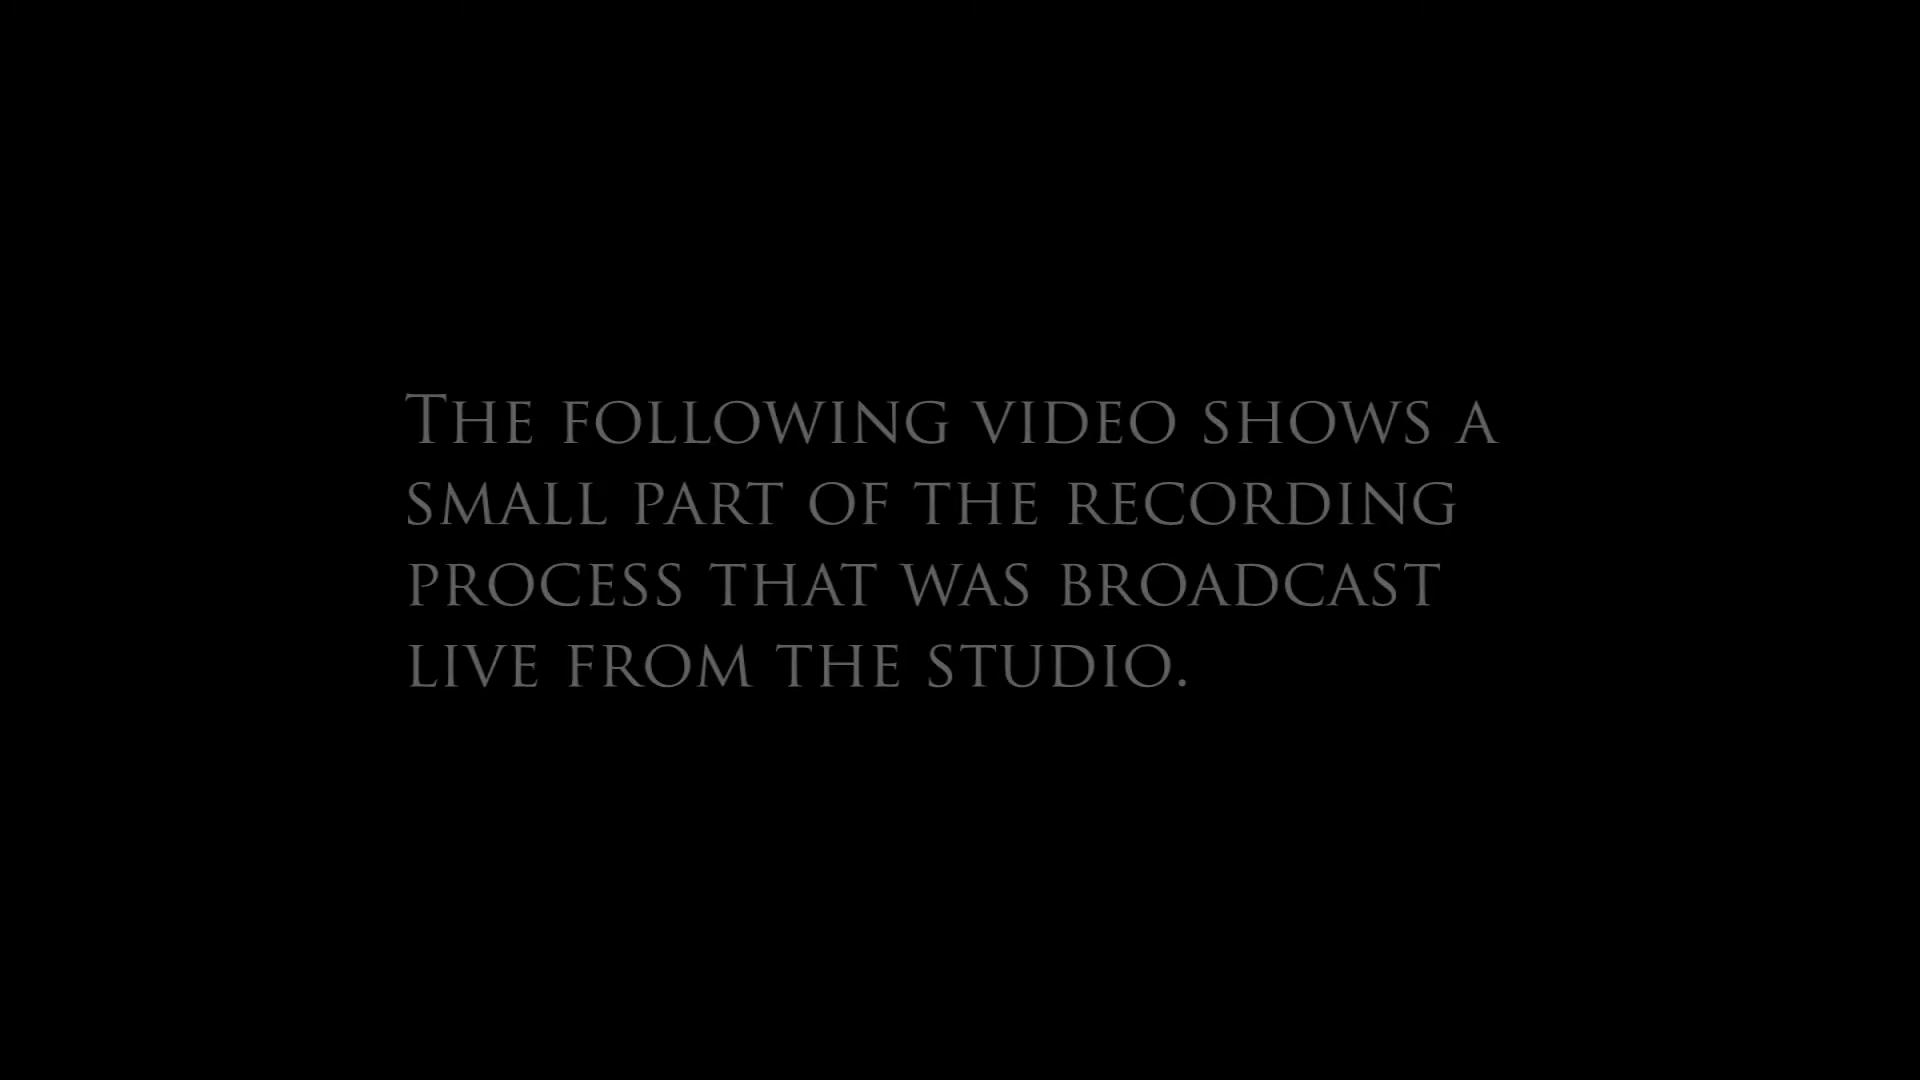 The following video shows a
small part of the recording
process that was broadcast
live from the studio.